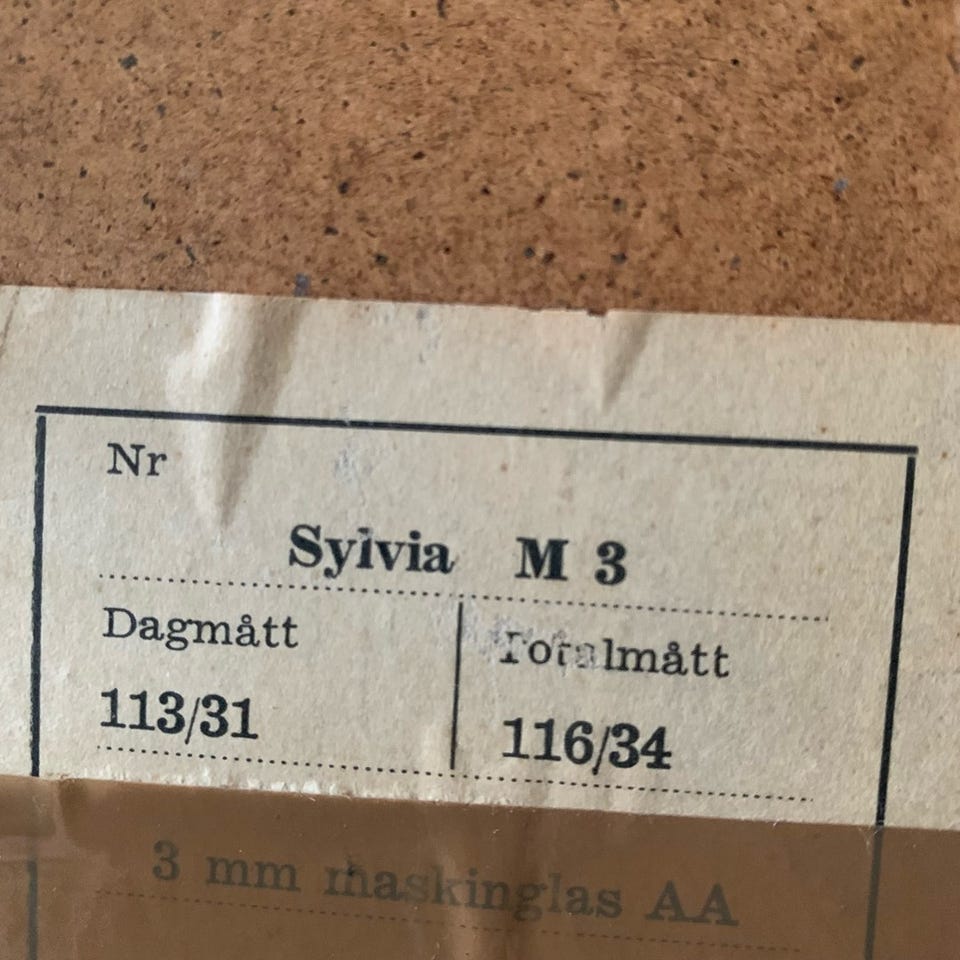 Nr
Sylvia M 3
Dagmått Totalmått
113/31 116/34
3 mm maskinglas AA